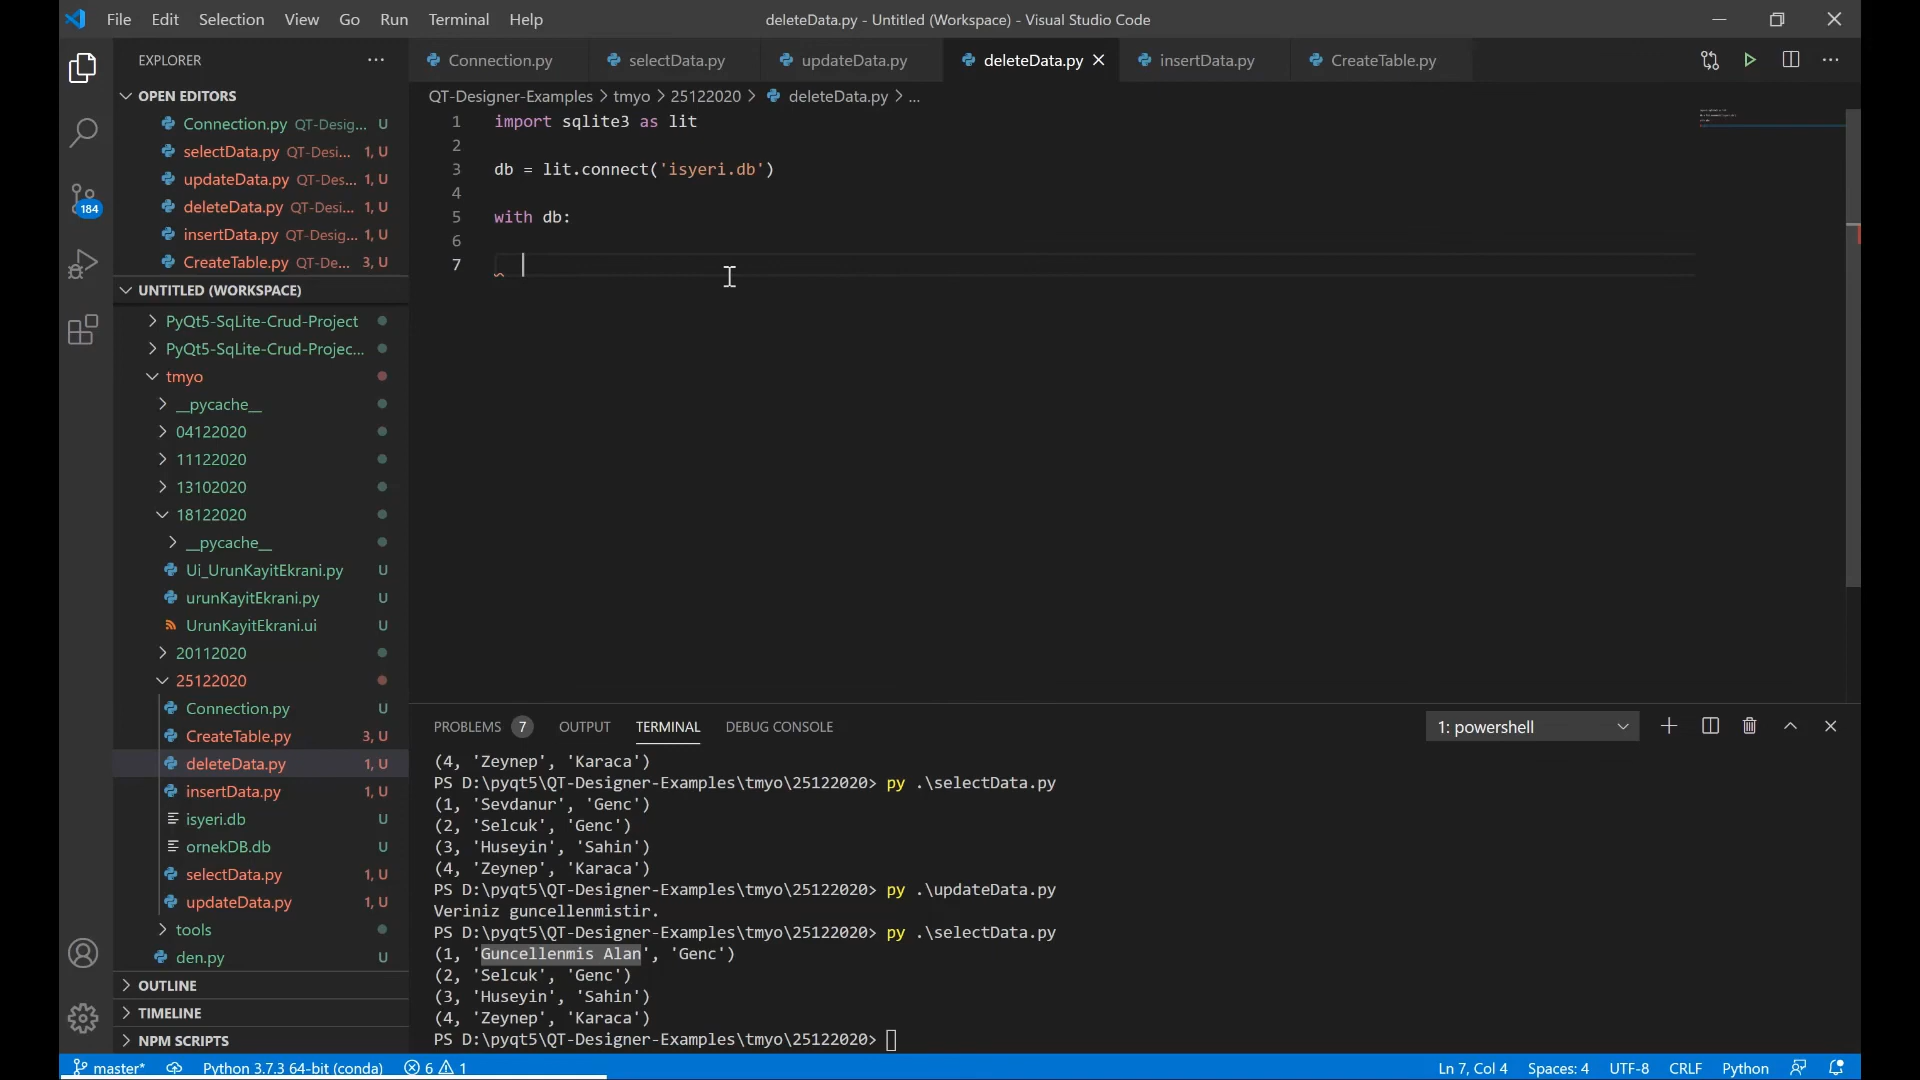 File Edit Selection View Go Run Terminal Help deleteData.py - Untitled (Workspace) - Visual Studio Code
EXPLORER ...
Connection.py selectData.py updateData.py deleteData.py insertData.py CreateTable.py
OPEN EDITORS
Connection.py QT-Desig... U
selectData.py QT-Desi... 1, U
updateData.py QT-Des... 1, U
deleteData.py QT-Desi... 1, U
insertData.py QT-Desig... 1, U
CreateTable.py QT-De... 3, U
UNTITLED (WORKSPACE)
PyQt5-SqLite-Crud-Project
PyQt5-SqLite-Crud-Projec...
tmyo
__pycache__
04122020
11122020
13102020
18122020
__pycache__
Ui_UrunKayitEkrani.py U
urunKayitEkrani.py U
UrunKayitEkrani.ui U
20112020
25122020
Connection.py U
CreateTable.py 3, U
deleteData.py 1, U
insertData.py 1, U
isyeri.db U
ornekDB.db U
selectData.py 1, U
updateData.py 1, U
tools
den.py U
OUTLINE
TIMELINE
NPM SCRIPTS
184
QT-Designer-Examples > tmyo > 25122020 > deleteData.py > ...
1 import sqlite3 as lit
2
3 db = lit.connect('isyeri.db')
4
5 with db:
6
7
PROBLEMS 7 OUTPUT TERMINAL DEBUG CONSOLE 1: powershell
(4, 'Zeynep', 'Karaca')
PS D:\pyqt5\QT-Designer-Examples\tmyo\25122020> py .\selectData.py
(1, 'Sevdanur', 'Genc')
(2, 'Selcuk', 'Genc')
(3, 'Huseyin', 'Sahin')
(4, 'Zeynep', 'Karaca')
PS D:\pyqt5\QT-Designer-Examples\tmyo\25122020> py .\updateData.py
Veriniz guncellenmistir.
PS D:\pyqt5\QT-Designer-Examples\tmyo\25122020> py .\selectData.py
(1, 'Guncellenmis Alan', 'Genc')
(2, 'Selcuk', 'Genc')
(3, 'Huseyin', 'Sahin')
(4, 'Zeynep', 'Karaca')
PS D:\pyqt5\QT-Designer-Examples\tmyo\25122020>
master* Python 3.7.3 64-bit (conda) 6 1 Ln 7, Col 4 Spaces: 4 UTF-8 CRLF Python